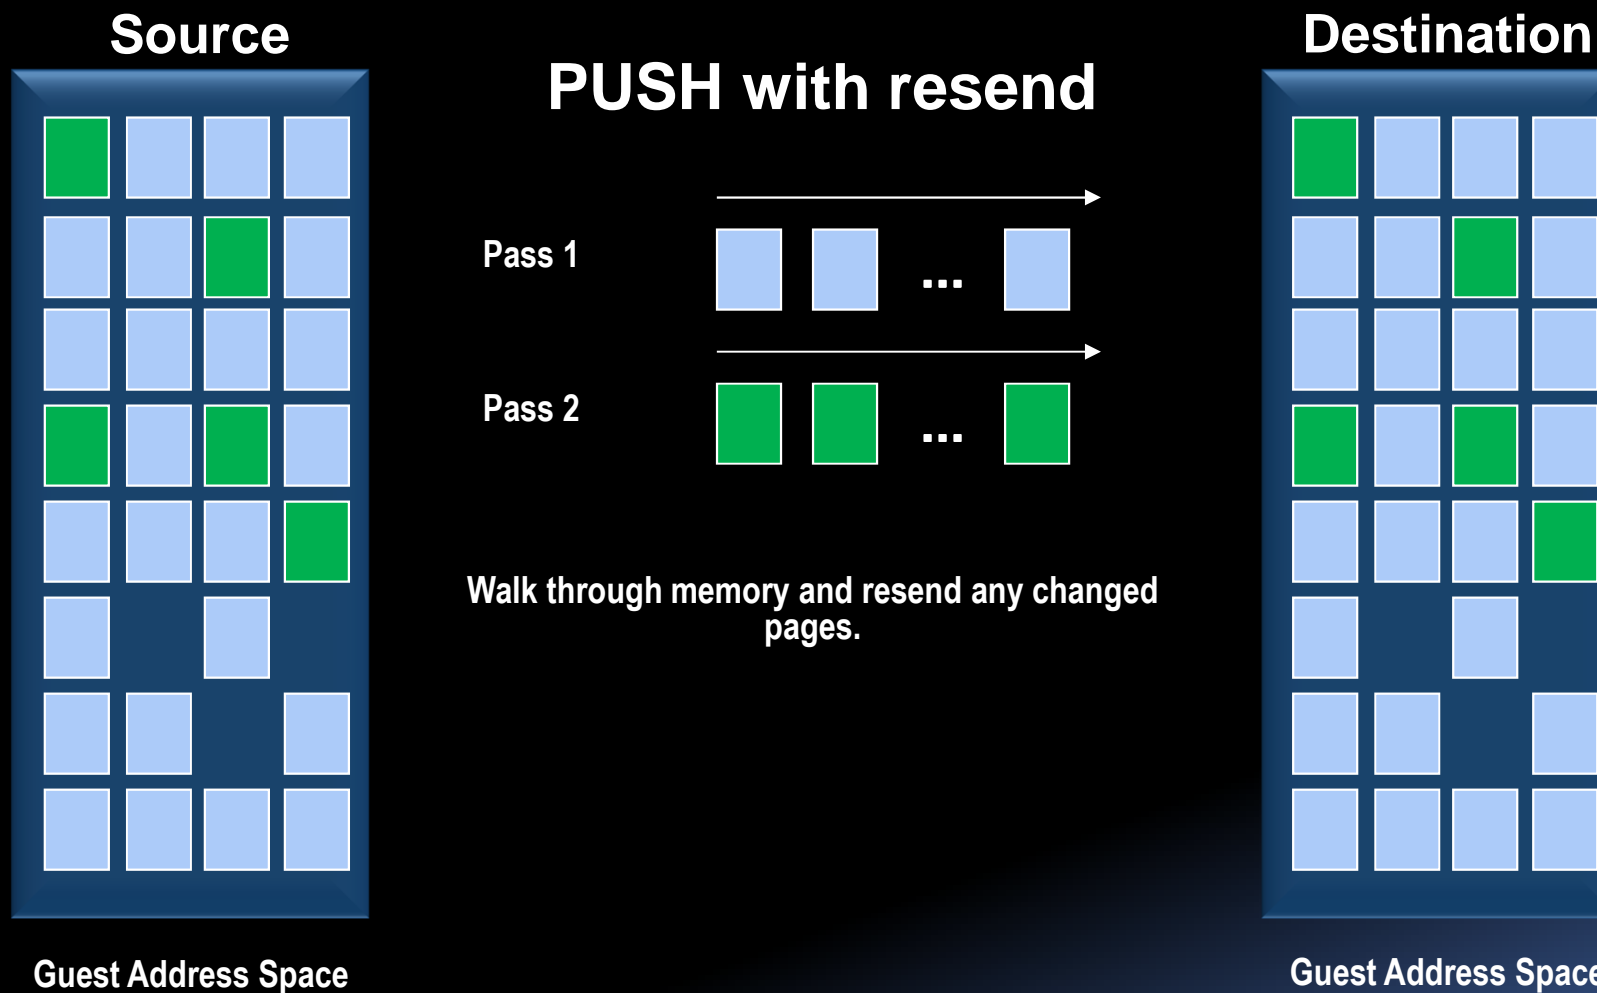 Source
PUSH with resend
Destination
Pass 1
...
Pass 2
...
Walk through memory and resend any changed
pages.
Guest Address Space
Guest Address Space